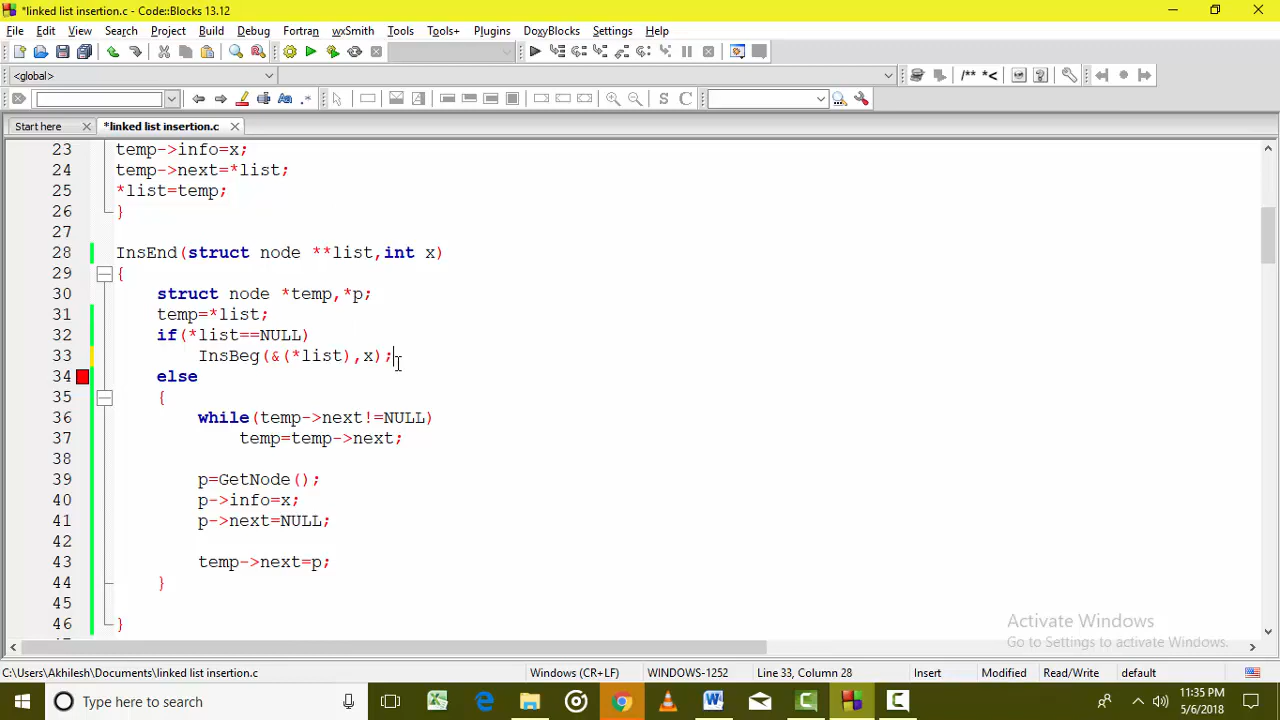 *linked list insertion.c - Code::Blocks 13.12
File Edit View Search Project Build Debug Fortran wxSmith Tools Tools+ Plugins DoxyBlocks Settings Help
<global>
/** *<
S C
Start here *linked list insertion.c
23 temp->info=x;
24 temp->next=*list;
25 *list=temp;
26 }
27
28 InsEnd(struct node **list,int x)
29 {
30 struct node *temp,*p;
31 temp=*list;
32 if(*list==NULL)
33 InsBeg(&(*list),x);
34 else
35 {
36 while(temp->next!=NULL)
37 temp=temp->next;
38
39 p=GetNode();
40 p->info=x;
41 p->next=NULL;
42
43 temp->next=p;
44 }
45
46 }
Activate Windows
Go to Settings to activate Windows.
C:\Users\Akhilesh\Documents\linked list insertion.c Windows (CR+LF) WINDOWS-1252 Line 33, Column 28 Insert Modified Read/Write default
Type here to search
11:35 PM
5/6/2018